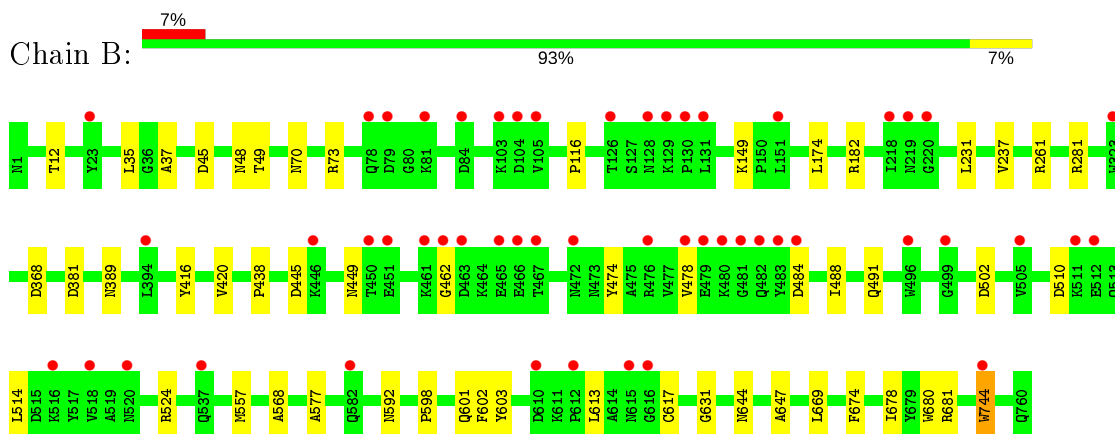 7%
Chain B:
93%
7%
N1 T12 Y23 L35 G36 A37 D45 N48 T49 N70 R73 Q78 D79 G80 K81 D84 K103 D104 V105 P116 T126 S127 N128 K129 P130 L131 K149 P150 L151 L174 R182 I218 N219 G220 L231 V237 R261 R281 W323
D368 D381 N389 L394 Y416 V420 P438 D445 K446 N449 T450 E451 K461 G462 D463 K464 E465 E466 T467 N472 N473 Y474 A475 R476 V477 V478 E479 K480 G481 Q482 Y483 D484 I488 Q491 W496 G499 D502 V505 D510 K511 E512 Q513
L514 D515 K516 Y517 V518 A519 N520 R524 Q537 M557 A568 A577 Q582 N592 P598 Q601 F602 Y603 D610 K611 P612 L613 A614 N615 G616 C617 G631 N644 A647 L669 F674 I678 Y679 W680 R681 W744 Q760